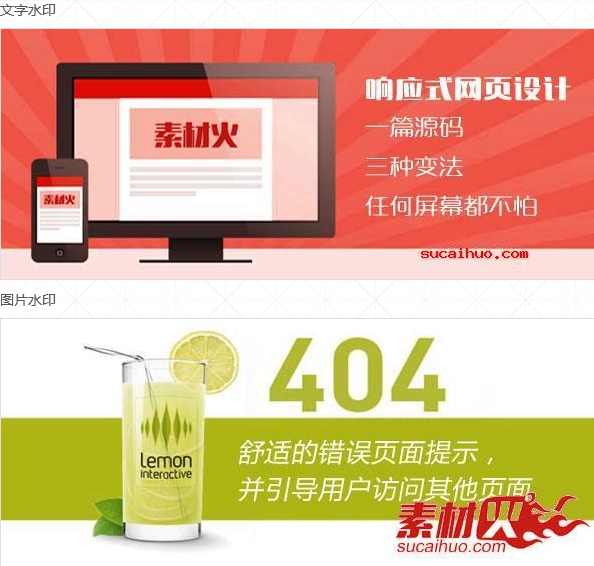 文字水印
响应式网页设计
一篇源码
三种变法
任何屏幕都不怕
素材火
素材火
sucaihuo.com
图片水印
404
舒适的错误页面提示，
并引导用户访问其他页面
lemon
interactive
素材火
sucaihuo.com